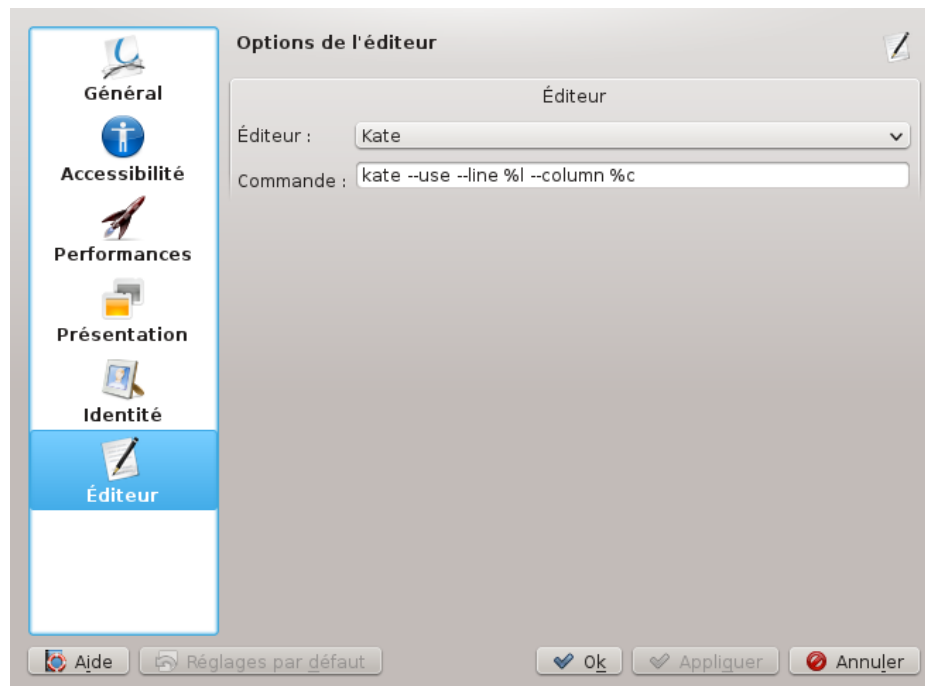 Général
Accessibilité
Performances
Présentation
Identité
Éditeur
Options de l'éditeur
Éditeur
Éditeur : Kate
Commande : kate --use --line %l --column %c
Aide
Réglages par défaut
Ok
Appliquer
Annuler